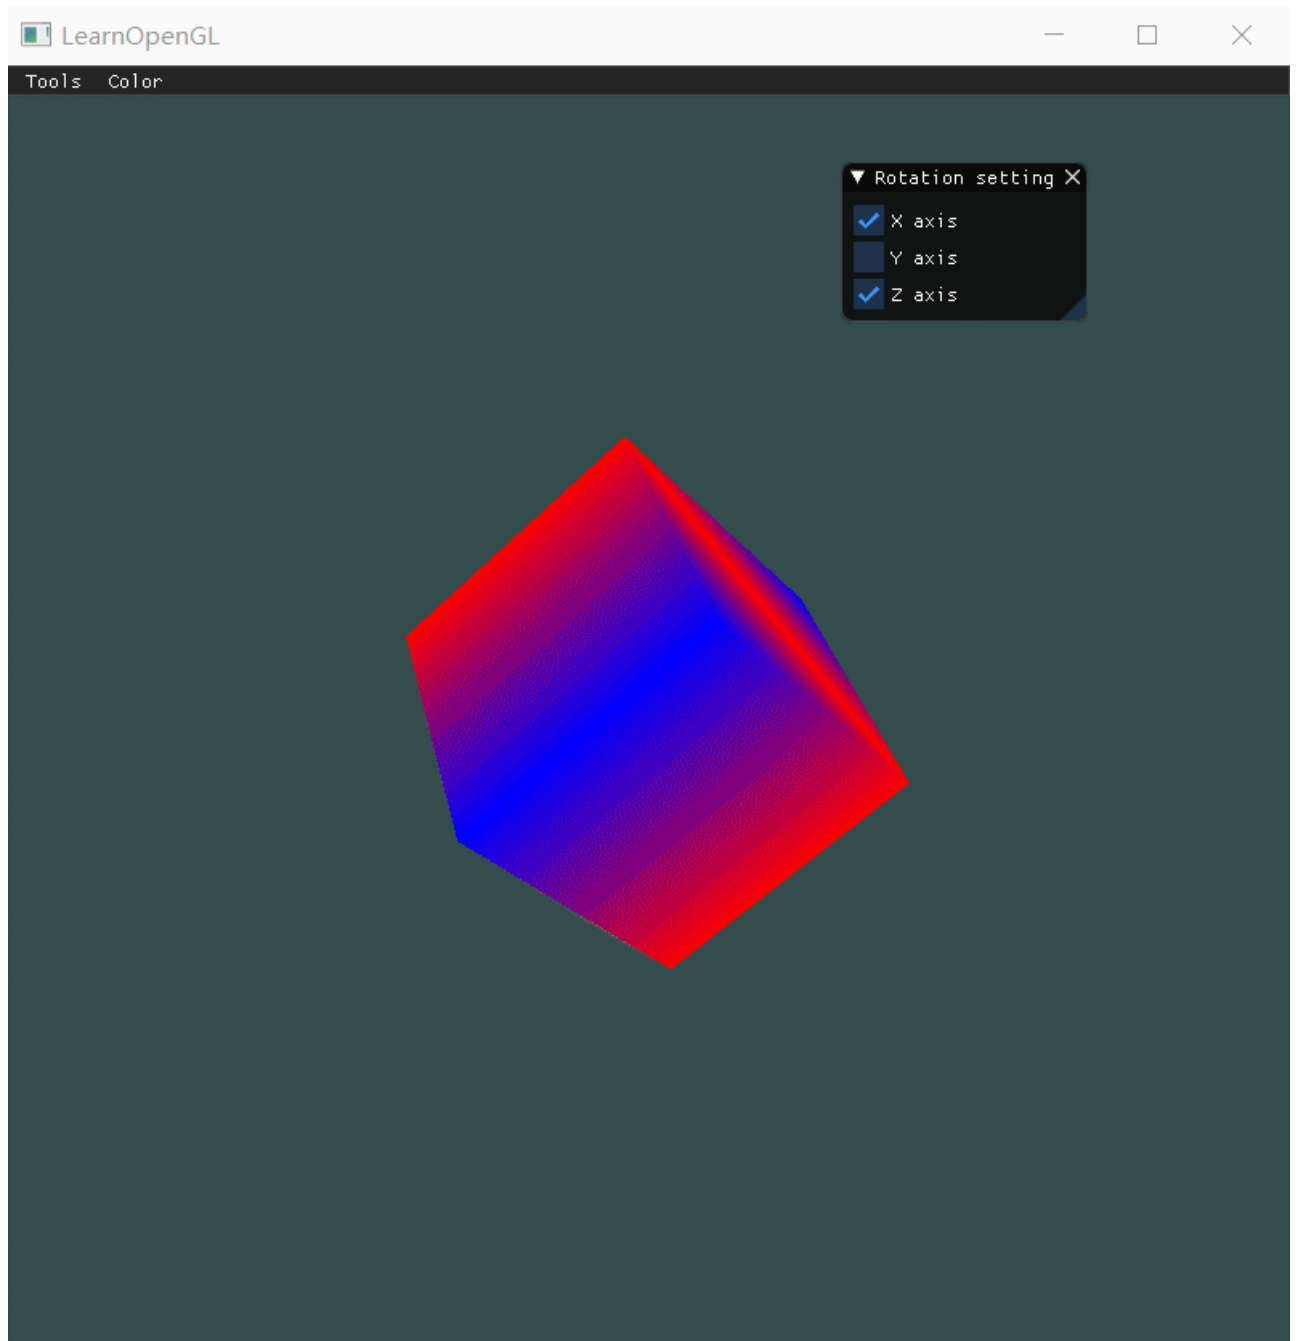 LearnOpenGL
Tools Color
Rotation setting
X axis
Y axis
Z axis